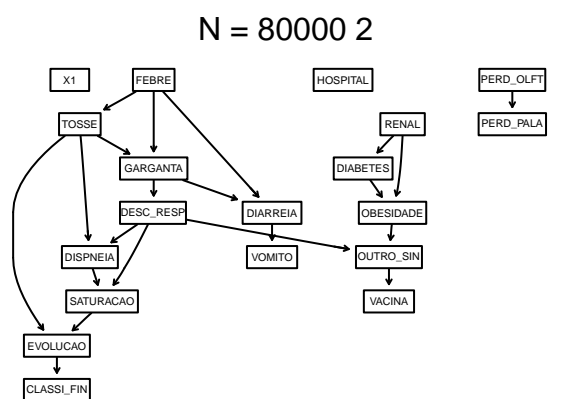 N = 80000 2
X1 FEBRE HOSPITAL PERD_OLFT
TOSSE RENAL PERD_PALA
GARGANTA DIABETES
DESC_RESP DIARREIA OBESIDADE
DISPNEIA VOMITO OUTRO_SIN
SATURACAO VACINA
EVOLUCAO
CLASSI_FIN